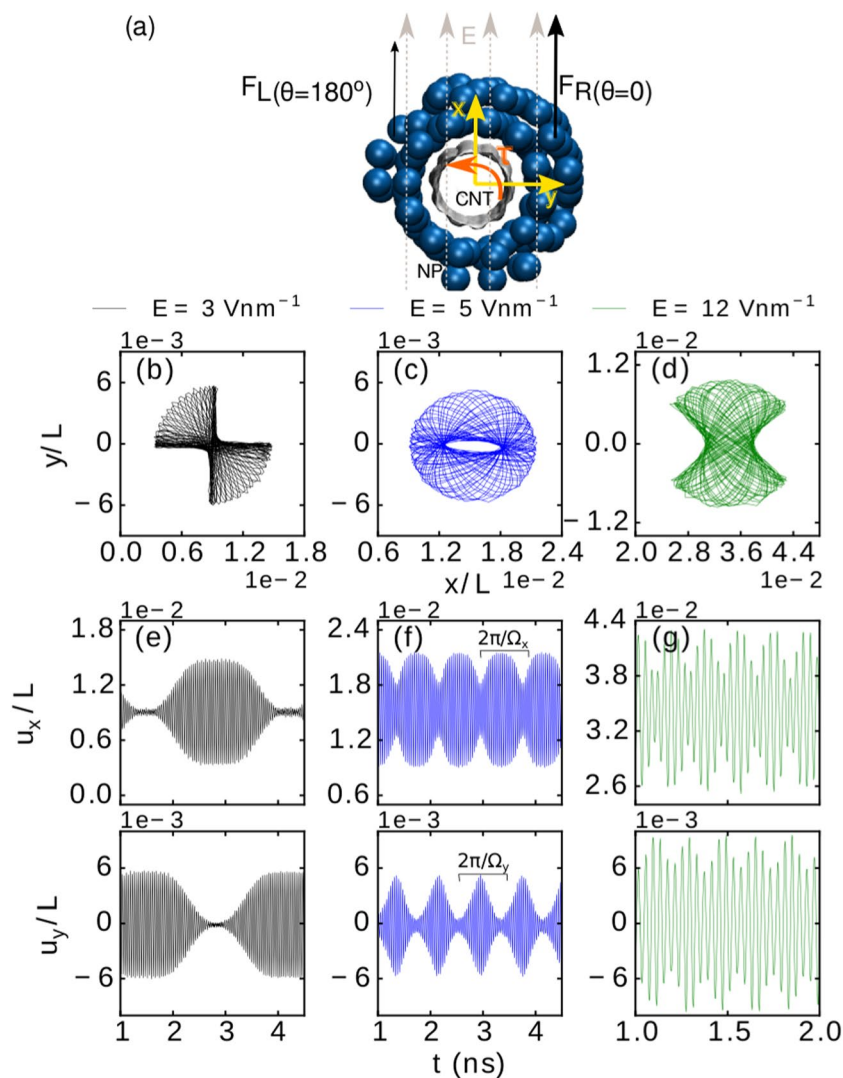 (a)
E
F_L(θ=180°)
F_R(θ=0)
x
τ
CNT
y
NP
E = 3 Vnm⁻¹
E = 5 Vnm⁻¹
E = 12 Vnm⁻¹
1e−3
1e−3
1e−2
(b)
(c)
(d)
y/L
6
0
−6
6
0
−6
1.2
0.0
−1.2
0.0 0.6 1.2 1.8
0.6 1.2 1.8 2.4
2.0 2.8 3.6 4.4
1e−2
x/L
1e−2
1e−2
1e−2
1e−2
1e−2
(e)
(f)
(g)
2π/Ωₓ
u_x/L
1.8
1.2
0.6
0.0
2.4
1.8
1.2
0.6
4.4
3.8
3.2
2.6
1e−3
1e−3
1e−3
2π/Ω_y
u_y/L
6
0
−6
6
0
−6
6
0
−6
1 2 3 4
1 2 3 4
1.0 1.5 2.0
t (ns)